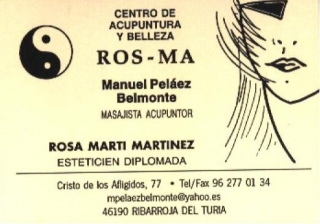 CENTRO DE
ACUPUNTURA
Y BELLEZA
ROS-MA
Manuel Peláez
Belmonte
MASAJISTA ACUPUNTOR
ROSA MARTI MARTINEZ
ESTETICIEN DIPLOMADA
Cristo de los Afligidos, 77 • Tel/Fax 96 277 01 34
mpelaezbelmonte@yahoo.es
46190 RIBARROJA DEL TURIA